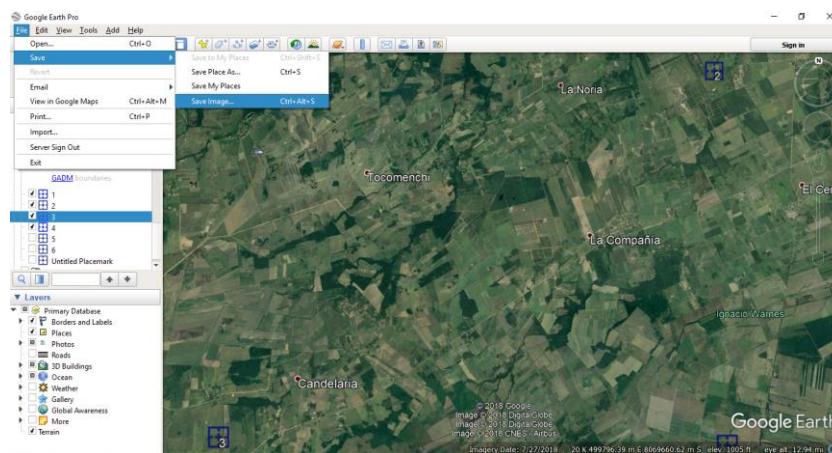 Google Earth Pro
File Edit View Tools Add Help
Open... Ctrl+O
Save
Revert
Email
View in Google Maps Ctrl+Alt+M
Print... Ctrl+P
Import...
Server Sign Out
Exit
Save to My Places Ctrl+Shift+S
Save Place As... Ctrl+S
Save My Places
Save Image... Ctrl+Alt+S
Sign in
N
GADM boundaries
1
2
3
4
5
6
Untitled Placemark
Layers
Primary Database
Borders and Labels
Places
Photos
Roads
3D Buildings
Ocean
Weather
Gallery
Global Awareness
More
Terrain
2
La Noria
Tocomenchi
El Cer
La Compañia
Ignacio Warnes
Candelaria
3
© 2018 Google
Image © 2018 DigitalGlobe
Image © 2018 DigitalGlobe
Image © 2018 CNES / Airbus
Google Earth
Imagery Date: 7/27/2018 20 K 499796.39 m E 8069660.62 m S elev 1005 ft eye alt 12.94 mi